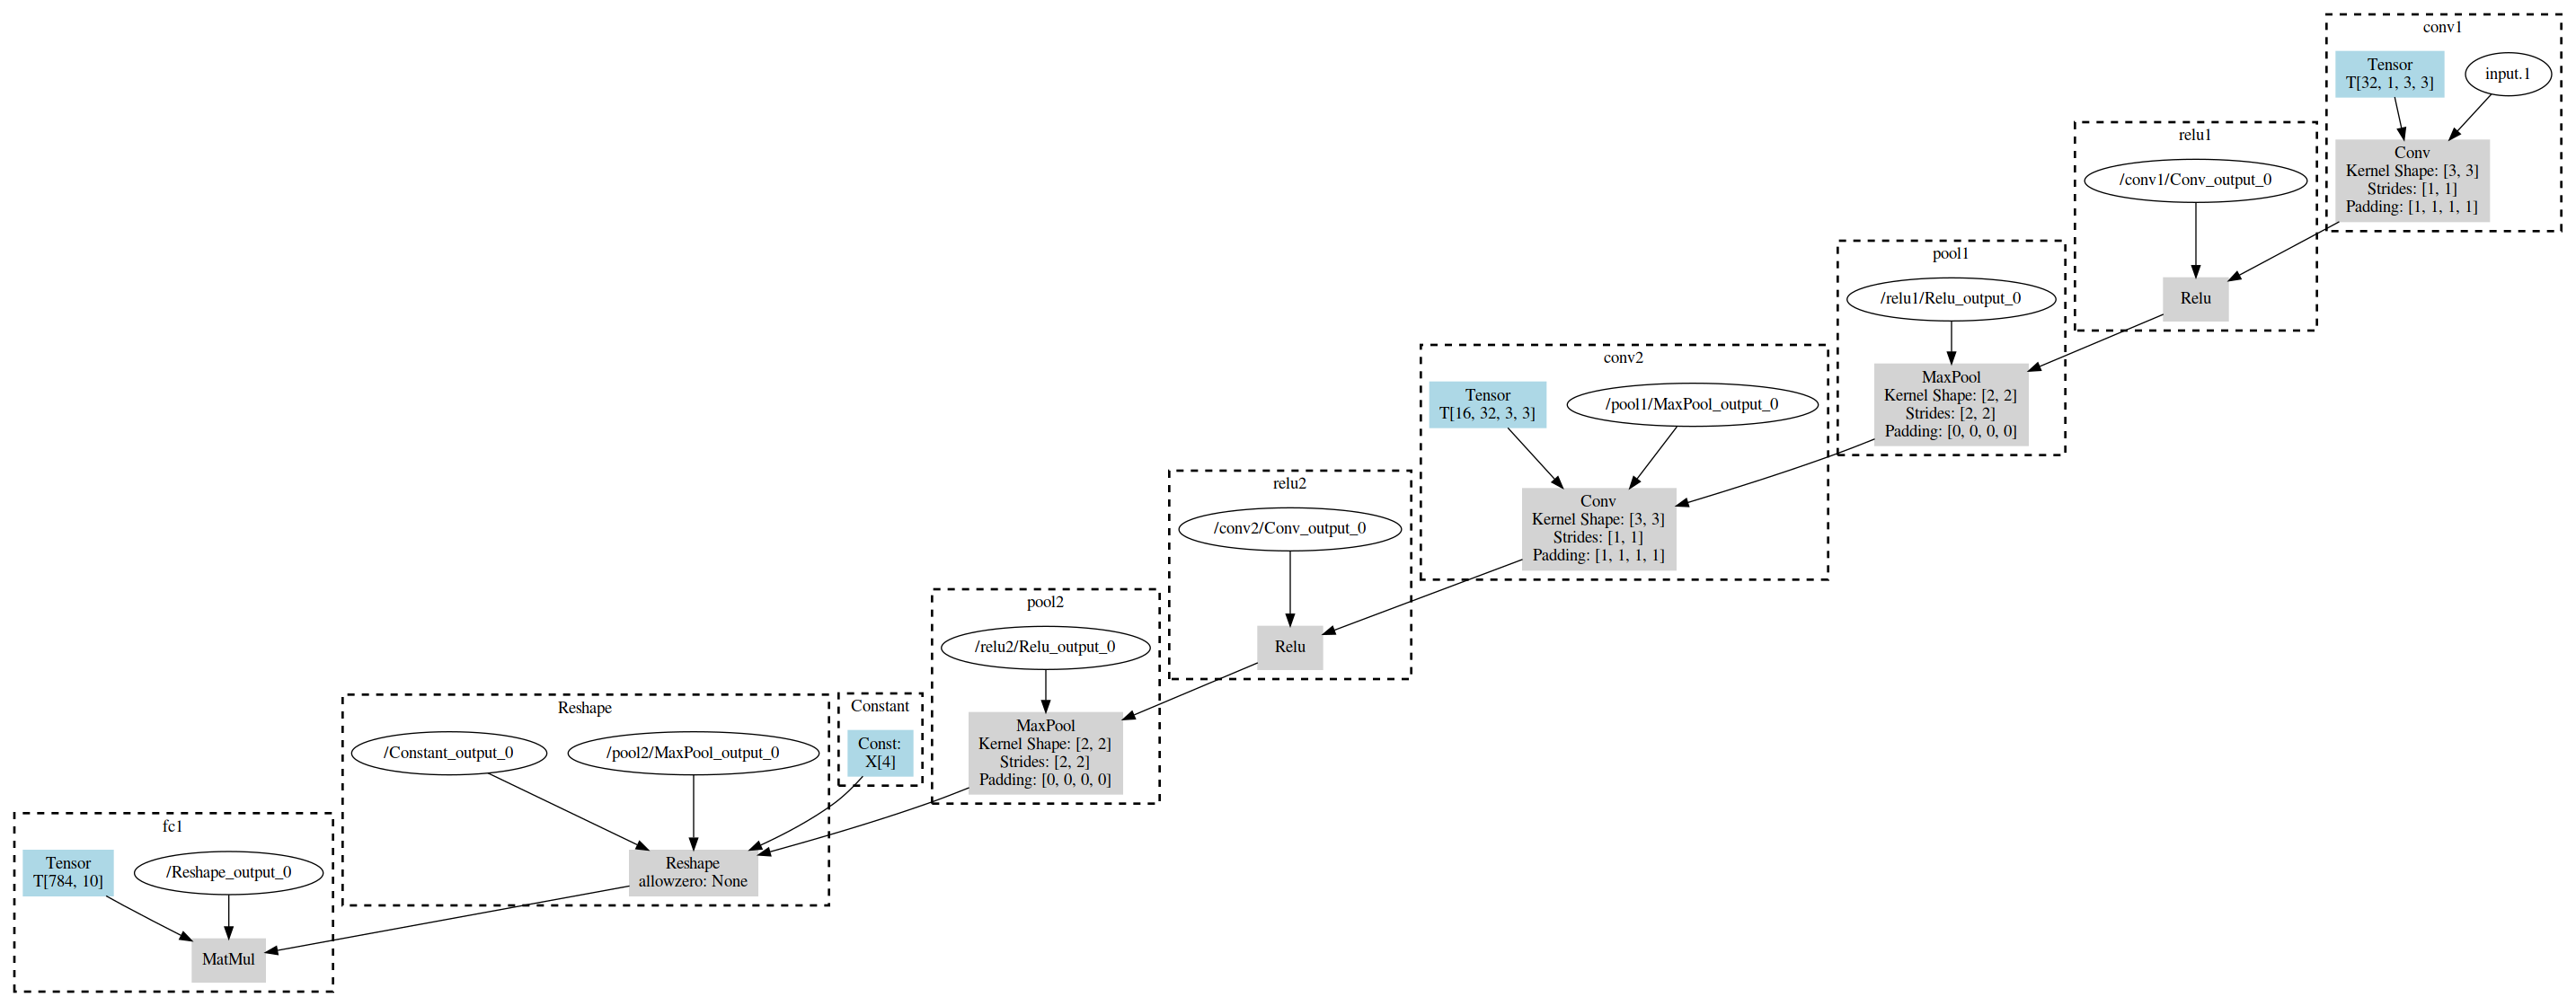 conv1
Tensor
T[32, 1, 3, 3]
input.1
Conv
Kernel Shape: [3, 3]
Strides: [1, 1]
Padding: [1, 1, 1, 1]
relu1
/conv1/Conv_output_0
Relu
pool1
/relu1/Relu_output_0
MaxPool
Kernel Shape: [2, 2]
Strides: [2, 2]
Padding: [0, 0, 0, 0]
conv2
Tensor
T[16, 32, 3, 3]
/pool1/MaxPool_output_0
Conv
Kernel Shape: [3, 3]
Strides: [1, 1]
Padding: [1, 1, 1, 1]
relu2
/conv2/Conv_output_0
Relu
pool2
/relu2/Relu_output_0
MaxPool
Kernel Shape: [2, 2]
Strides: [2, 2]
Padding: [0, 0, 0, 0]
Constant
Const:
X[4]
Reshape
/Constant_output_0
/pool2/MaxPool_output_0
Reshape
allowzero: None
fc1
Tensor
T[784, 10]
/Reshape_output_0
MatMul